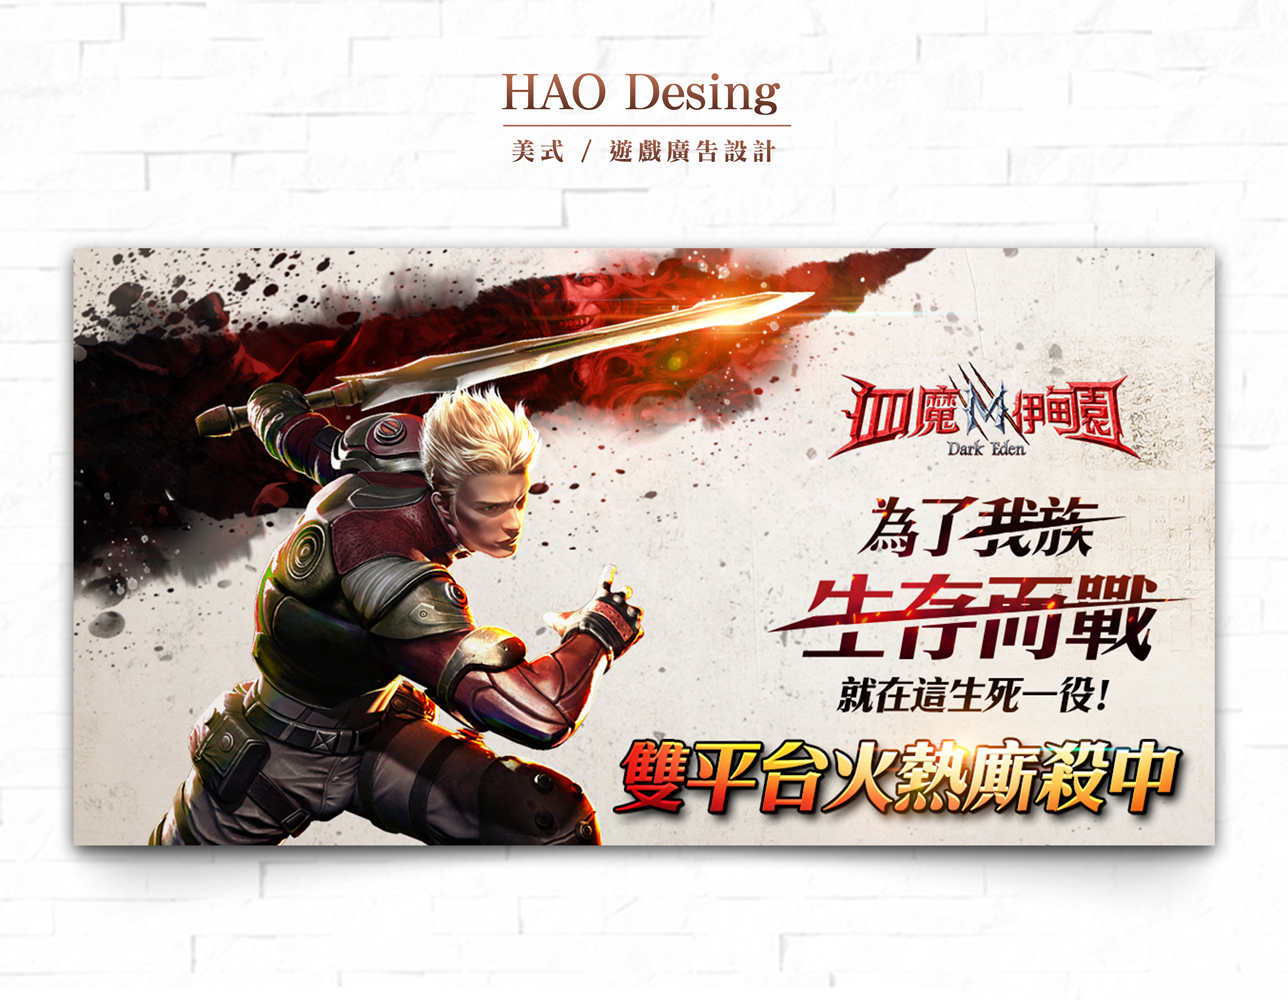 HAO Desing
美式 / 遊戲廣告設計
血魔M伊甸園
Dark Eden
為了我族
生存而戰
就在這生死一役!
雙平台火熱廝殺中